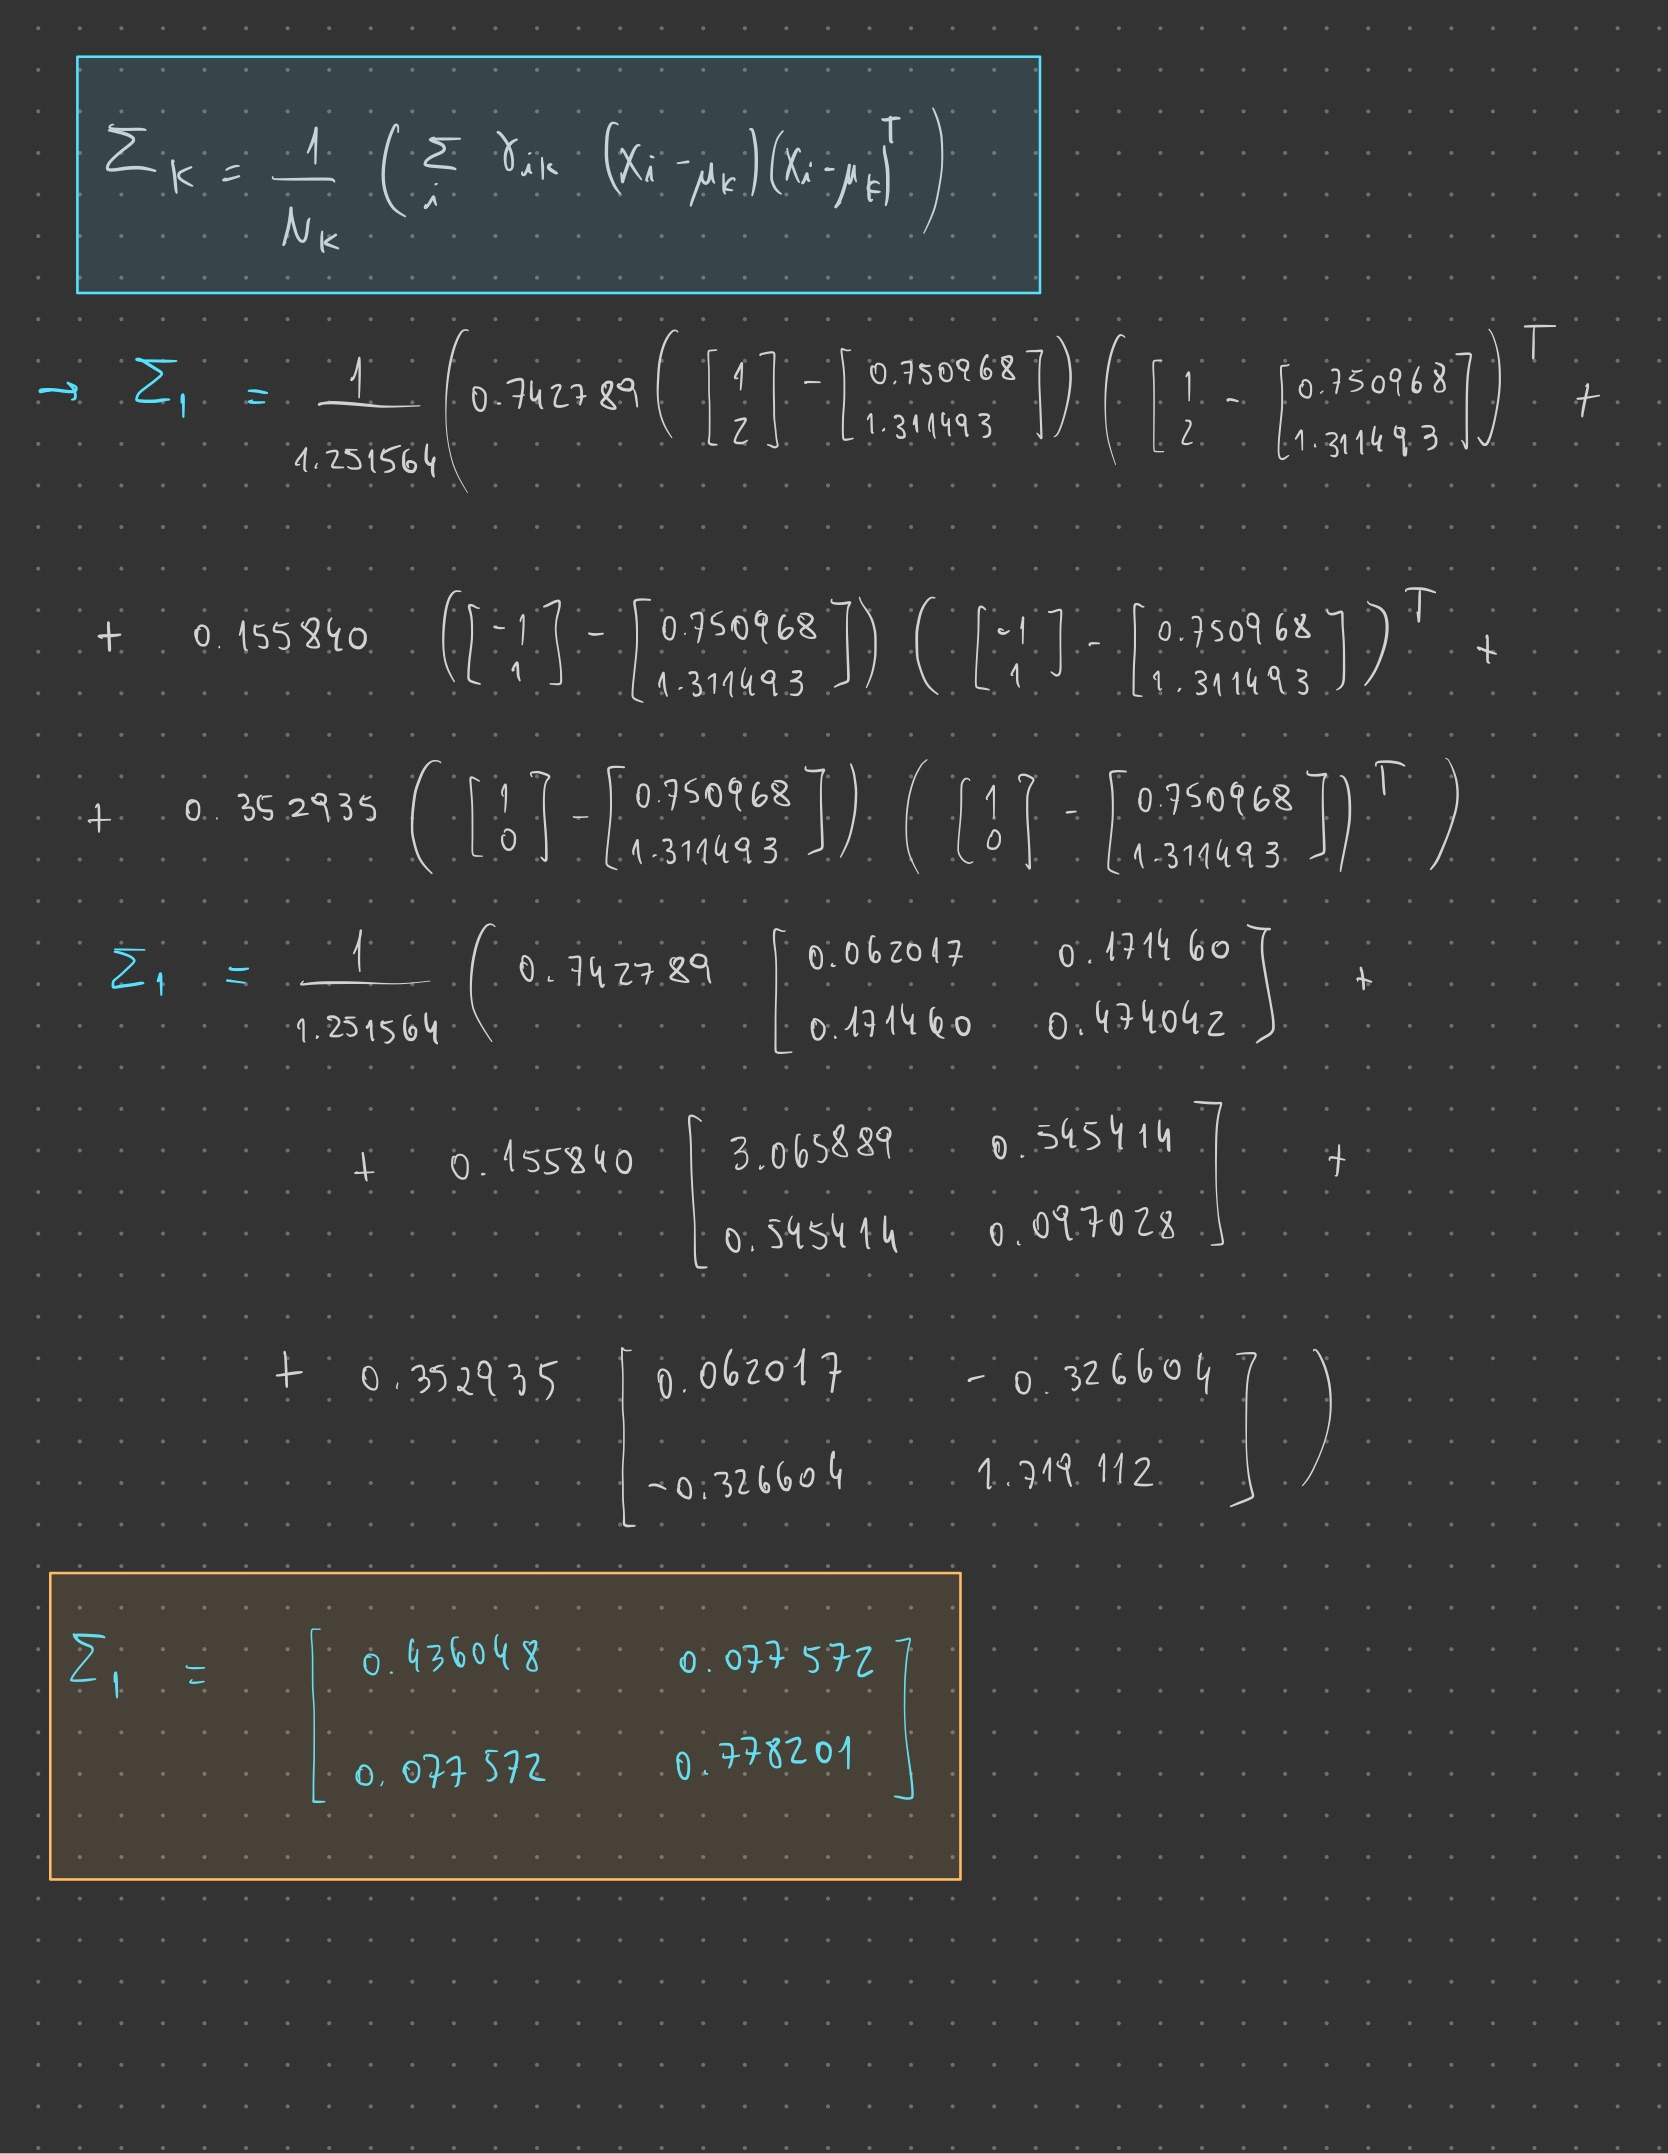 Σ_k = 1/N_k ( Σ_i γ_ik (x_i - μ_k)(x_i - μ_k)^T )
→ Σ_1 = 1/1.251564 ( 0.742789 ( [1 2] - [0.750968 1.311493] ) ( [1 2 - [0.750968 1.311493] )^T +
+ 0.155840 ( [-1 1] - [0.750968 1.311493] ) ( [-1 1] - [0.750968 1.311493] )^T +
+ 0.352935 ( [1 0] - [0.750968 1.311493] ) ( [1 0] - [0.750968 1.311493] )^T )
Σ_1 = 1/1.251564 ( 0.742789 [ 0.062017 0.171460
0.171460 0.474042 ] +
+ 0.155840 [ 3.065889 0.545414
0.545414 0.097028 ] +
+ 0.352935 [ 0.062017 -0.326604
-0.326604 1.719112 ] )
Σ_1 = [ 0.436048 0.077572
0.077572 0.778201 ]